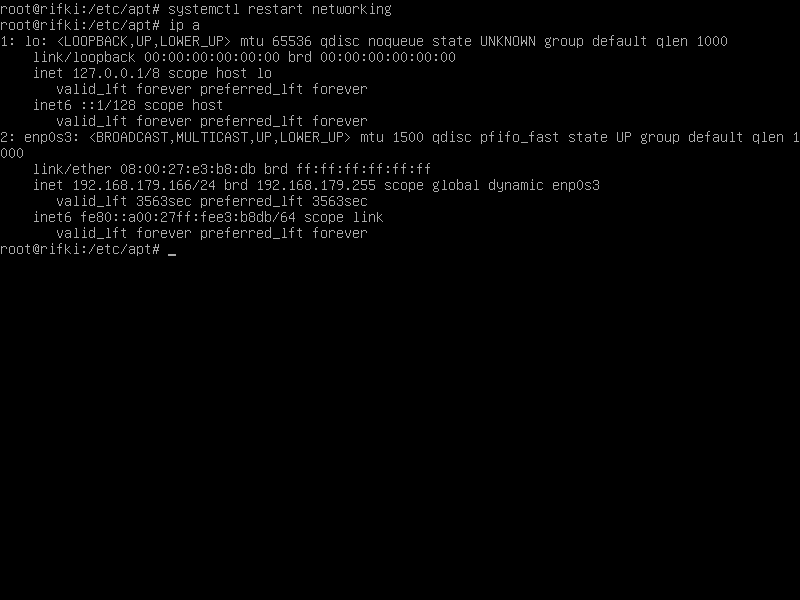 root@rifki:/etc/apt# systemctl restart networking
root@rifki:/etc/apt# ip a
1: lo: <LOOPBACK,UP,LOWER_UP> mtu 65536 qdisc noqueue state UNKNOWN group default qlen 1000
    link/loopback 00:00:00:00:00:00 brd 00:00:00:00:00:00
    inet 127.0.0.1/8 scope host lo
       valid_lft forever preferred_lft forever
    inet6 ::1/128 scope host
       valid_lft forever preferred_lft forever
2: enp0s3: <BROADCAST,MULTICAST,UP,LOWER_UP> mtu 1500 qdisc pfifo_fast state UP group default qlen 1
000
    link/ether 08:00:27:e3:b8:db brd ff:ff:ff:ff:ff:ff
    inet 192.168.179.166/24 brd 192.168.179.255 scope global dynamic enp0s3
       valid_lft 3563sec preferred_lft 3563sec
    inet6 fe80::a00:27ff:fee3:b8db/64 scope link
       valid_lft forever preferred_lft forever
root@rifki:/etc/apt# _